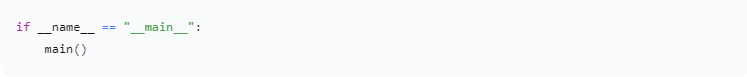 if __name__ == "__main__":
    main()